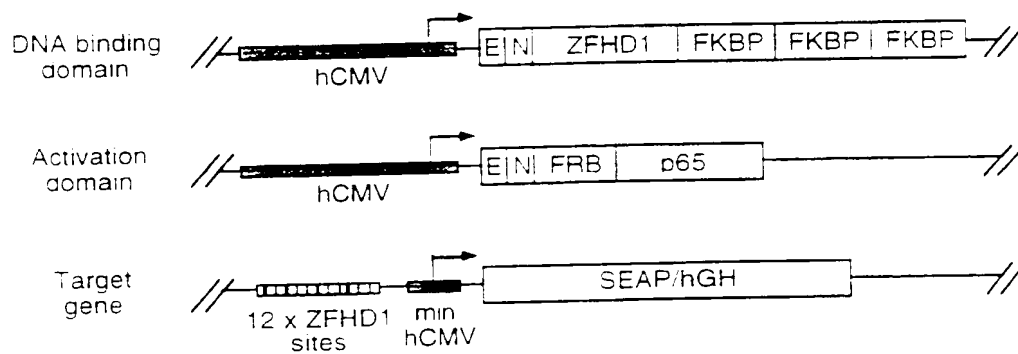 DNA binding
domain
E N ZFHD1 FKBP FKBP FKBP
hCMV
Activation
domain
E N FRB p65
hCMV
Target
gene
SEAP/hGH
12 x ZFHD1
sites
min
hCMV